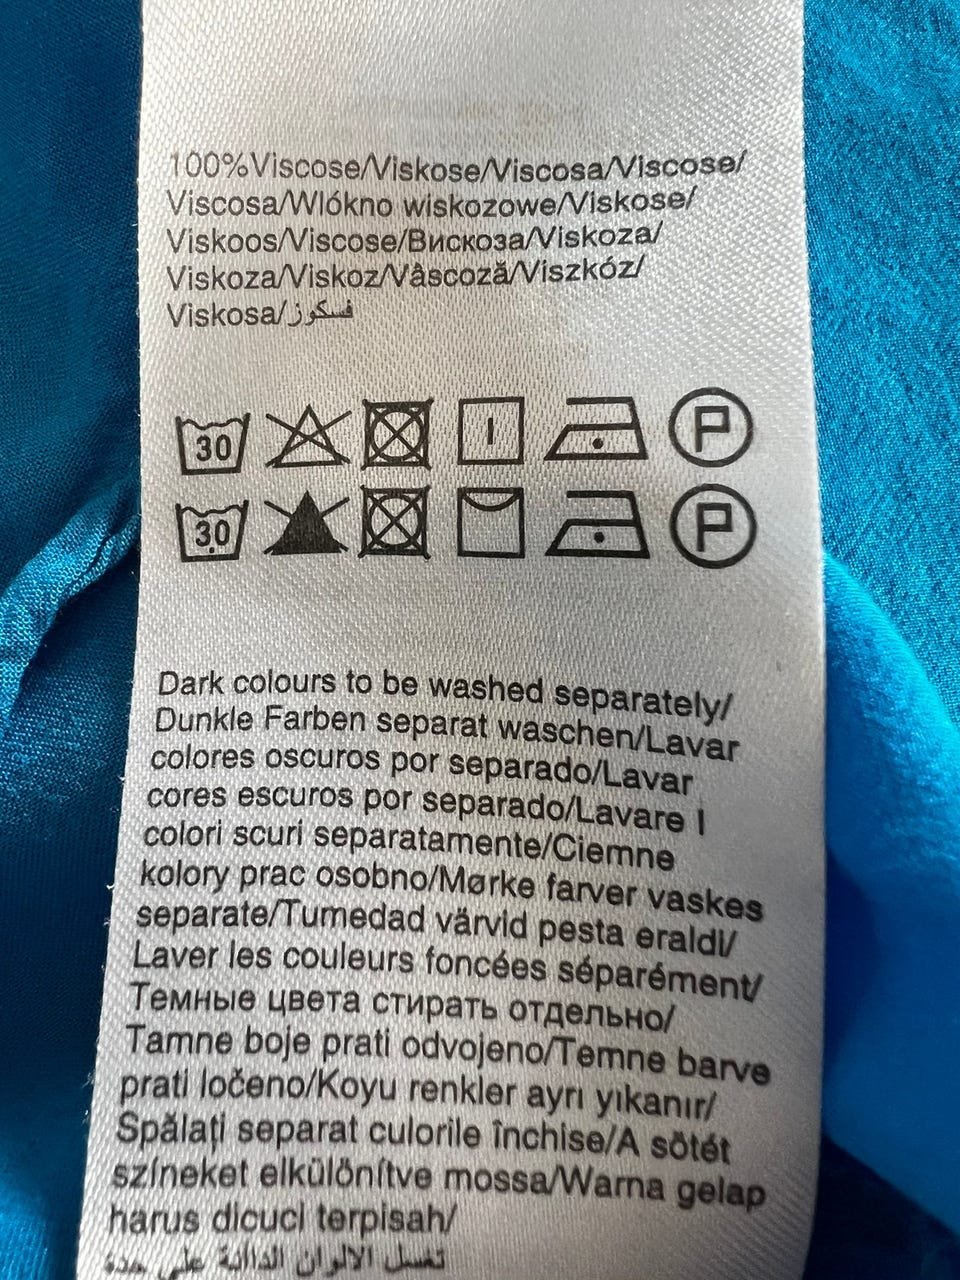 100%Viscose/Viskose/Viscosa/Viscose/
Viscosa/Wlókno wiskozowe/Viskose/
Viskoos/Viscose/Вискоза/Viskoza/
Viskoza/Viskoz/Vâscoză/Viszkóz/
Viskosa/فسكوز
30 P
30 P
Dark colours to be washed separately/
Dunkle Farben separat waschen/Lavar
colores oscuros por separado/Lavar
cores escuros por separado/Lavare I
colori scuri separatamente/Ciemne
kolory prac osobno/Mørke farver vaskes
separate/Tumedad värvid pesta eraldi/
Laver les couleurs foncées séparément/
Темные цвета стирать отдельно/
Tamne boje prati odvojeno/Temne barve
prati ločeno/Koyu renkler ayrı yıkanır/
Spălați separat culorile închise/A sötét
színeket elkülönítve mossa/Warna gelap
harus dicuci terpisah/
تغسل الالوان الداأنة على حدة